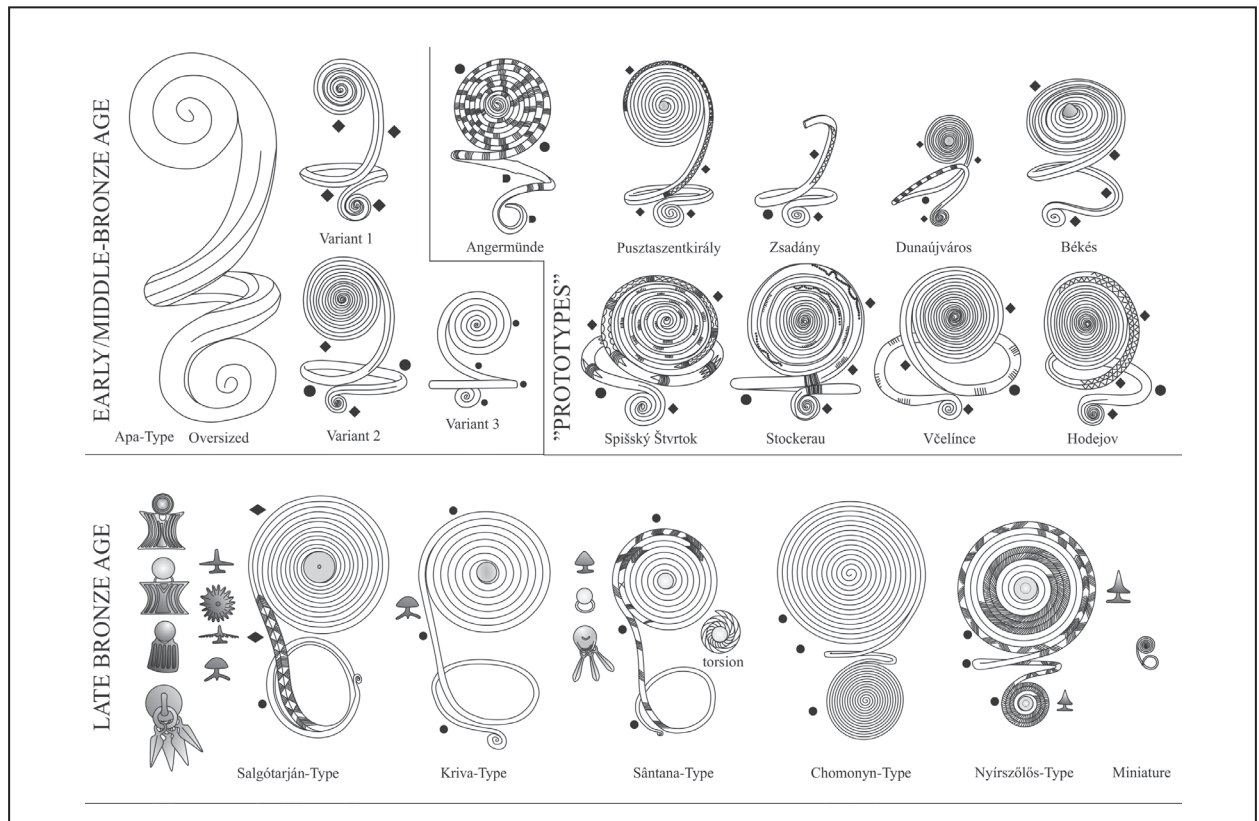 EARLY/MIDDLE-BRONZE AGE
Variant 1
Angermünde
Pusztaszentkirály
Zsadány
Dunaújváros
Békés
"PROTOTYPES"
Apa-Type Oversized
Variant 2
Variant 3
Spišský Štvrtok
Stockerau
Včelínce
Hodejov
LATE BRONZE AGE
torsion
Salgótarján-Type
Kriva-Type
Sântana-Type
Chomonyn-Type
Nyírszőlős-Type
Miniature